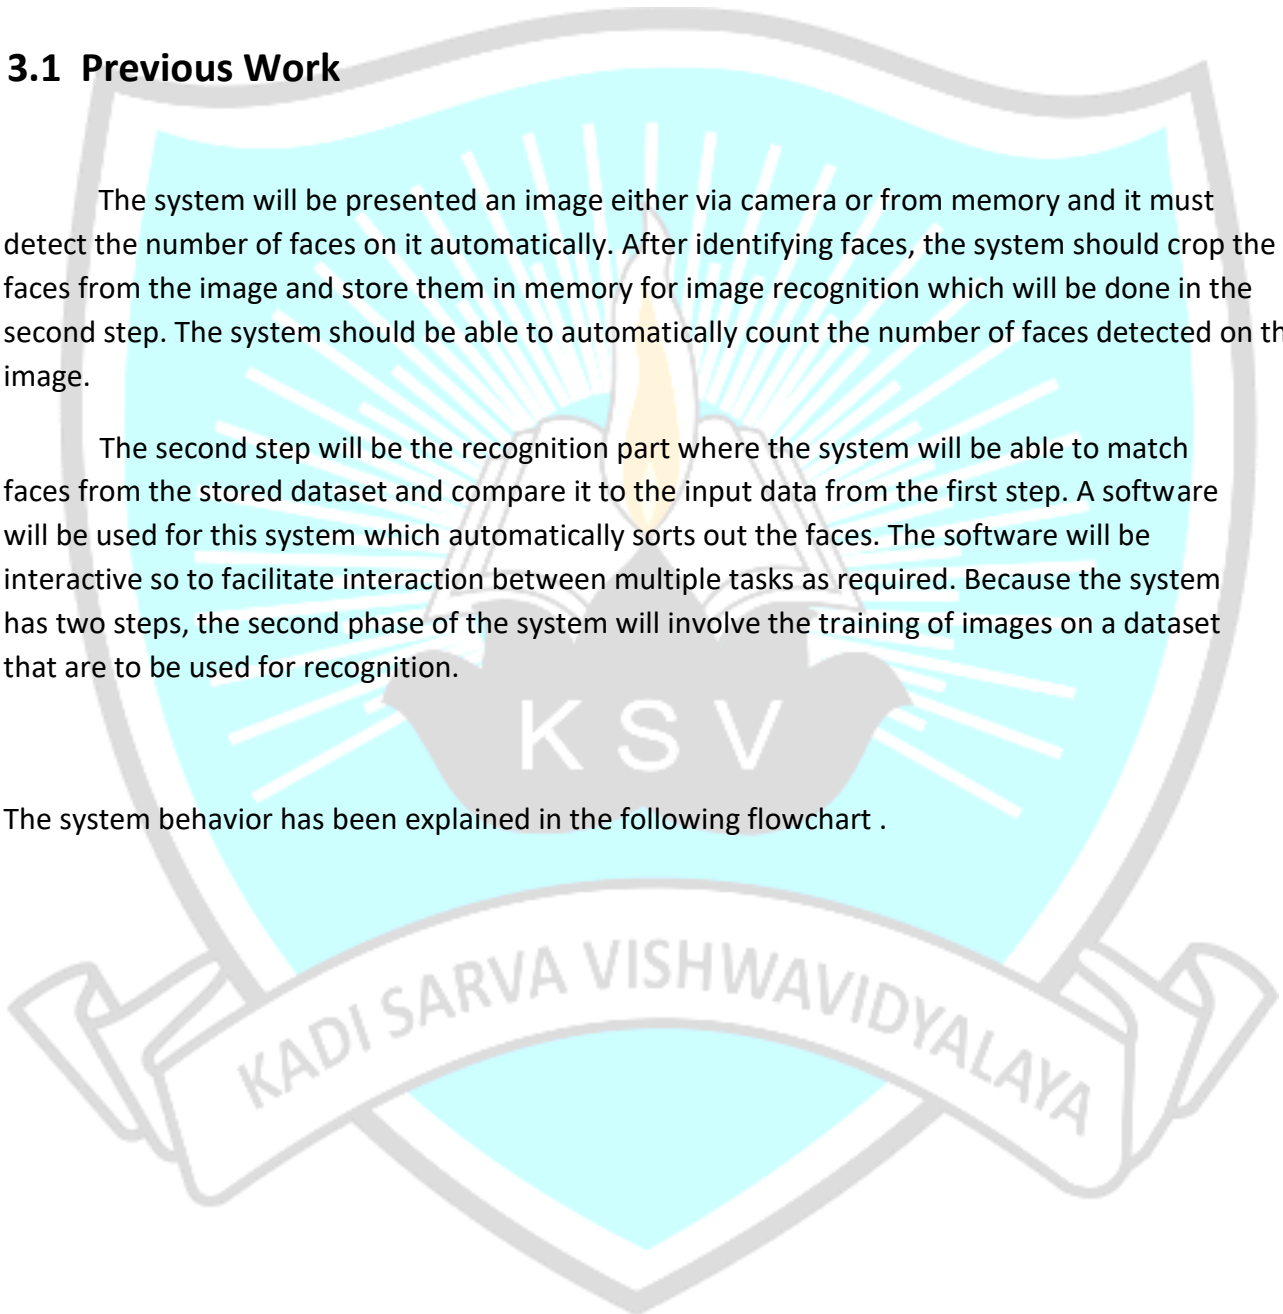 3.1 Previous Work
The system will be presented an image either via camera or from memory and it must
detect the number of faces on it automatically. After identifying faces, the system should crop the
faces from the image and store them in memory for image recognition which will be done in the
second step. The system should be able to automatically count the number of faces detected on th
image.
The second step will be the recognition part where the system will be able to match
faces from the stored dataset and compare it to the input data from the first step. A software
will be used for this system which automatically sorts out the faces. The software will be
interactive so to facilitate interaction between multiple tasks as required. Because the system
has two steps, the second phase of the system will involve the training of images on a dataset
that are to be used for recognition.
K S V
The system behavior has been explained in the following flowchart .
KADI SARVA VISHWAVIDYALAYA